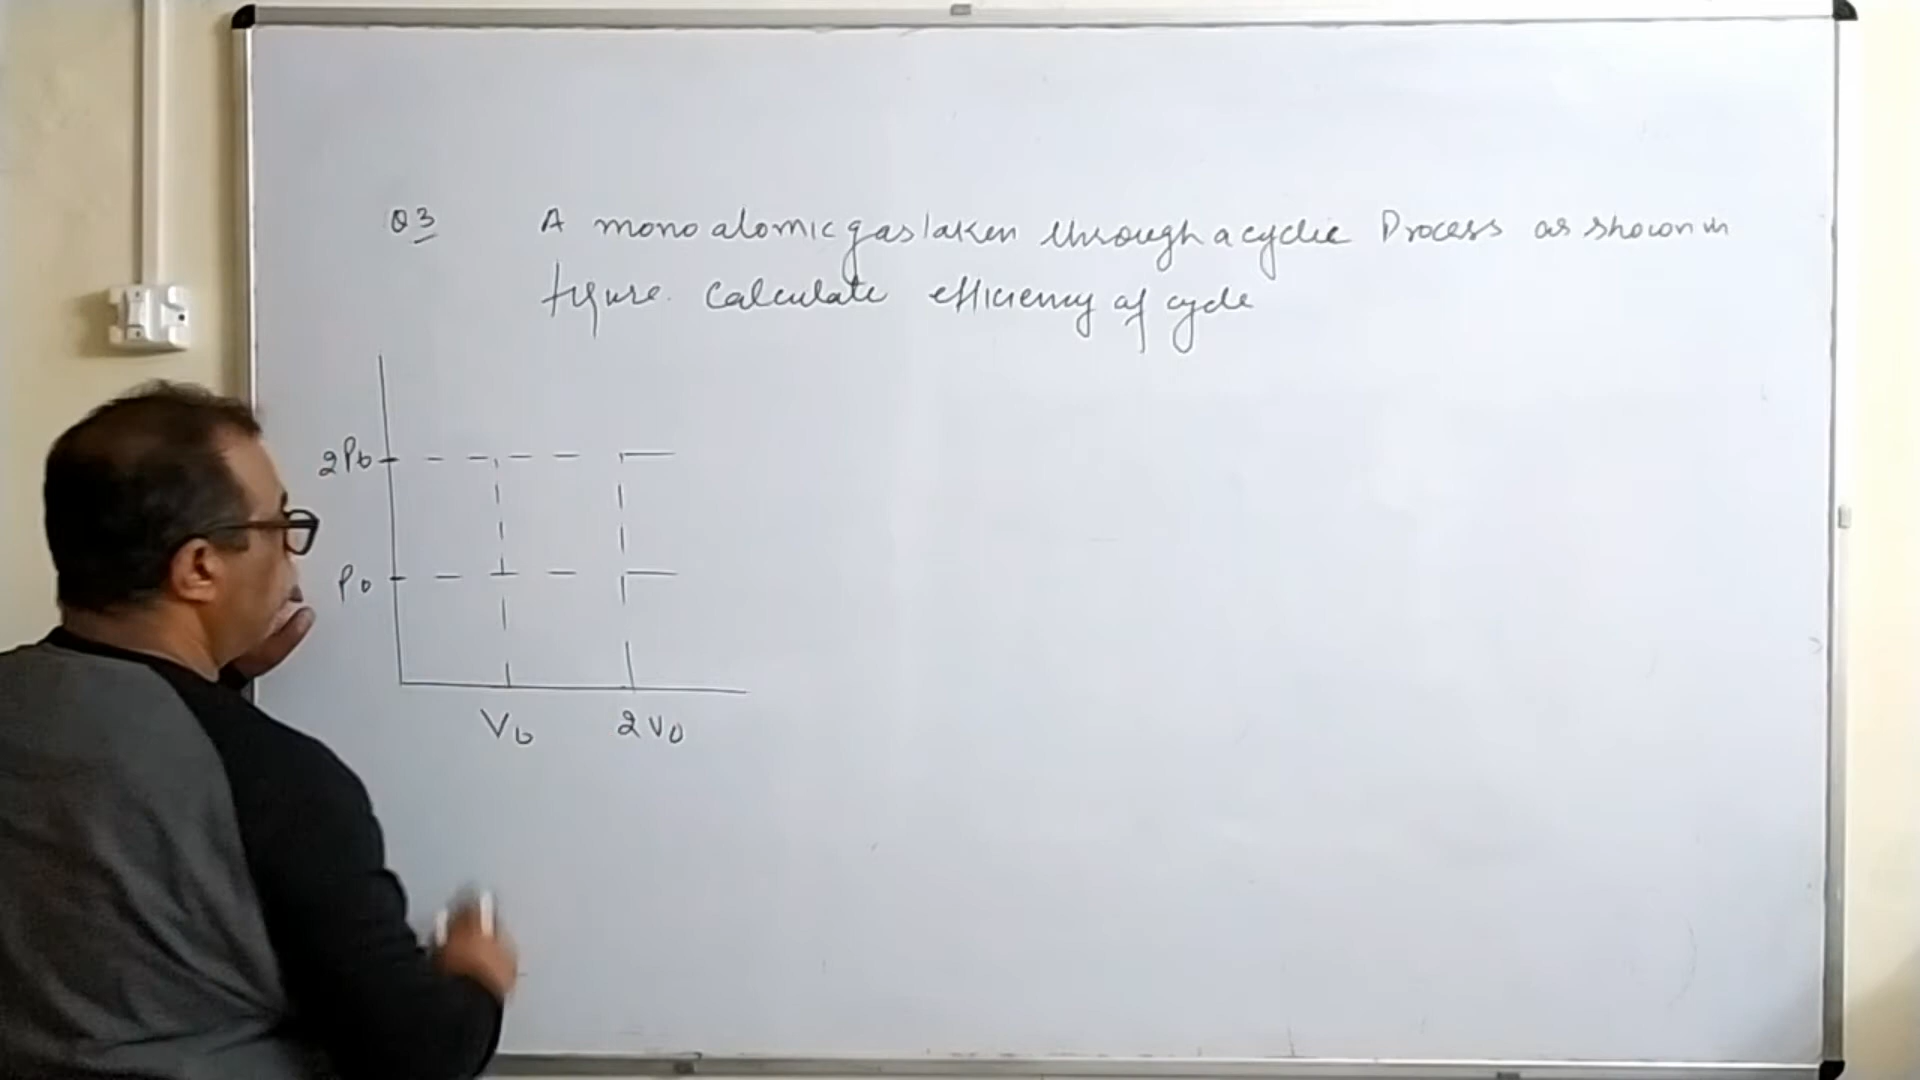 Q3 A mono atomic gas taken through a cyclic Process as shown in
figure. Calculate efficiency of cycle
2P0
P0
V0 2V0